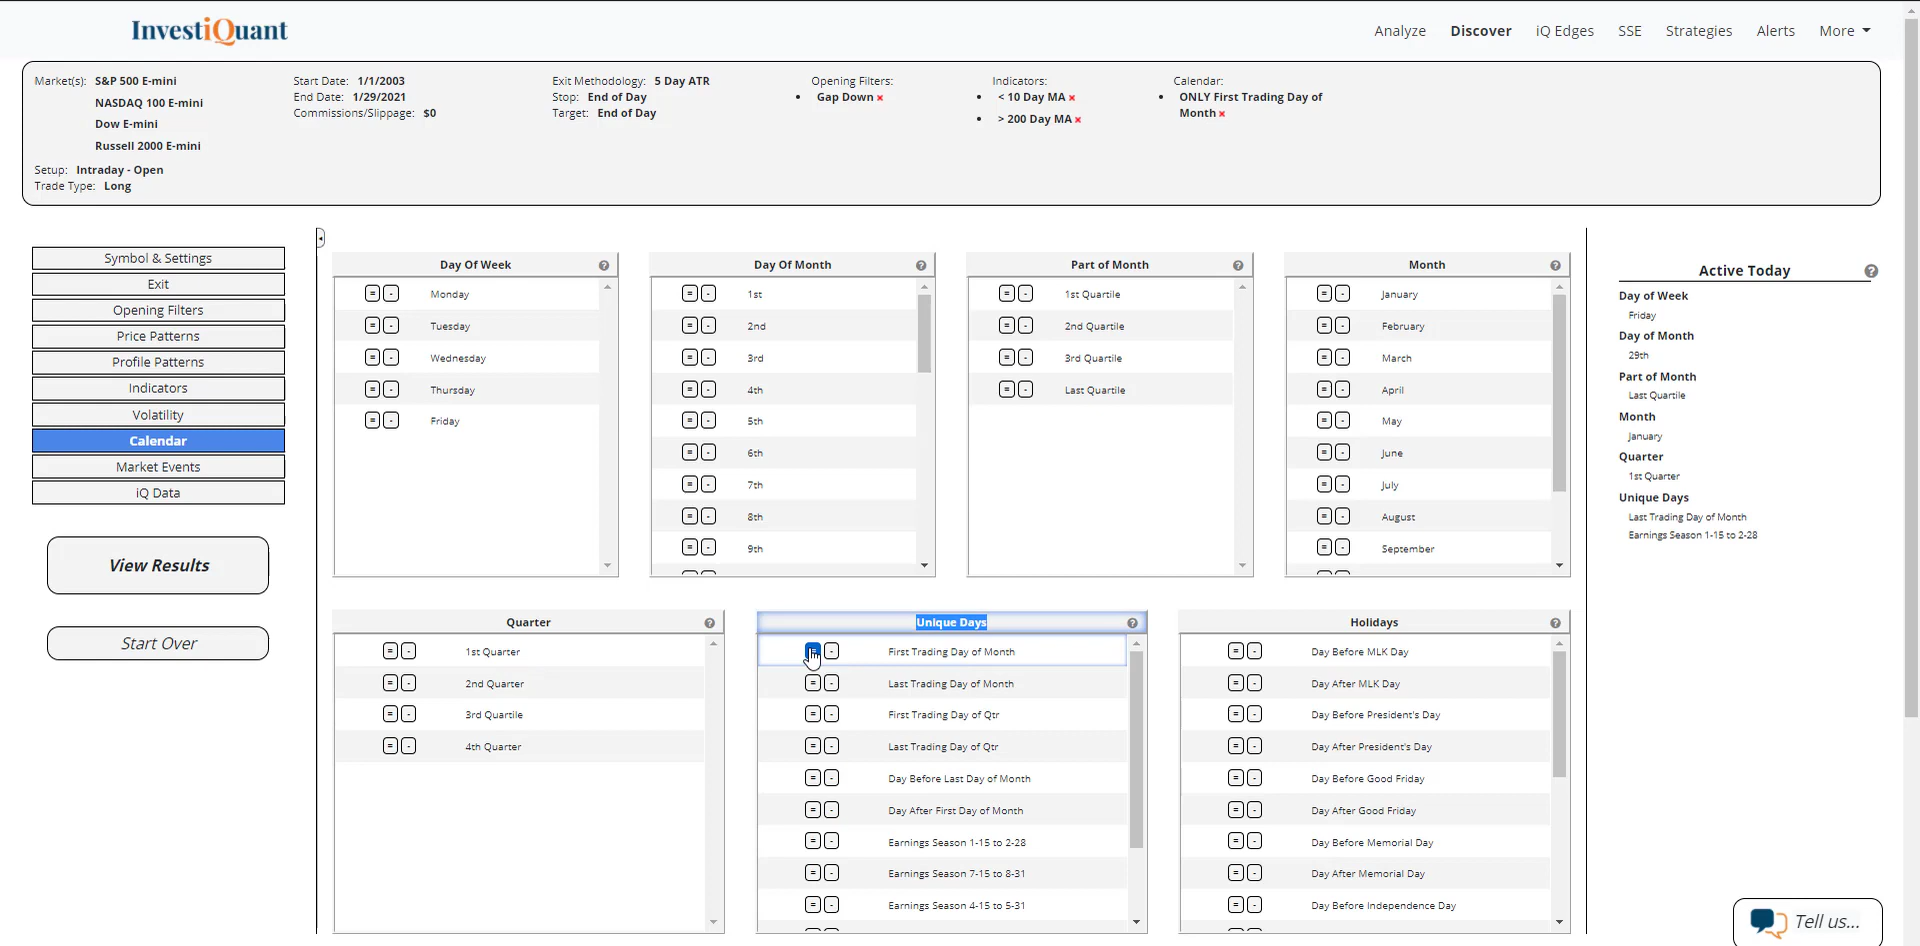 InvestiQuant
Analyze Discover iQ Edges SSE Strategies Alerts More
Market(s): S&P 500 E-mini
NASDAQ 100 E-mini
Dow E-mini
Russell 2000 E-mini
Setup: Intraday - Open
Trade Type: Long
Start Date: 1/1/2003
End Date: 1/29/2021
Commissions/Slippage: $0
Exit Methodology: 5 Day ATR
Stop: End of Day
Target: End of Day
Opening Filters:
• Gap Down x
Indicators:
• < 10 Day MA x
• > 200 Day MA x
Calendar:
• ONLY First Trading Day of
Month x
Symbol & Settings
Exit
Opening Filters
Price Patterns
Profile Patterns
Indicators
Volatility
Calendar
Market Events
iQ Data
View Results
Start Over
Day Of Week ?
= - Monday
= - Tuesday
= - Wednesday
= - Thursday
= - Friday
Day Of Month ?
= - 1st
= - 2nd
= - 3rd
= - 4th
= - 5th
= - 6th
= - 7th
= - 8th
= - 9th
Part of Month ?
= - 1st Quartile
= - 2nd Quartile
= - 3rd Quartile
= - Last Quartile
Month ?
= - January
= - February
= - March
= - April
= - May
= - June
= - July
= - August
= - September
Quarter ?
= - 1st Quarter
= - 2nd Quarter
= - 3rd Quartile
= - 4th Quarter
Unique Days ?
= - First Trading Day of Month
= - Last Trading Day of Month
= - First Trading Day of Qtr
= - Last Trading Day of Qtr
= - Day Before Last Day of Month
= - Day After First Day of Month
= - Earnings Season 1-15 to 2-28
= - Earnings Season 7-15 to 8-31
= - Earnings Season 4-15 to 5-31
Holidays ?
= - Day Before MLK Day
= - Day After MLK Day
= - Day Before President's Day
= - Day After President's Day
= - Day Before Good Friday
= - Day After Good Friday
= - Day Before Memorial Day
= - Day After Memorial Day
= - Day Before Independence Day
Active Today ?
Day of Week
Friday
Day of Month
29th
Part of Month
Last Quartile
Month
January
Quarter
1st Quarter
Unique Days
Last Trading Day of Month
Earnings Season 1-15 to 2-28
Tell us...